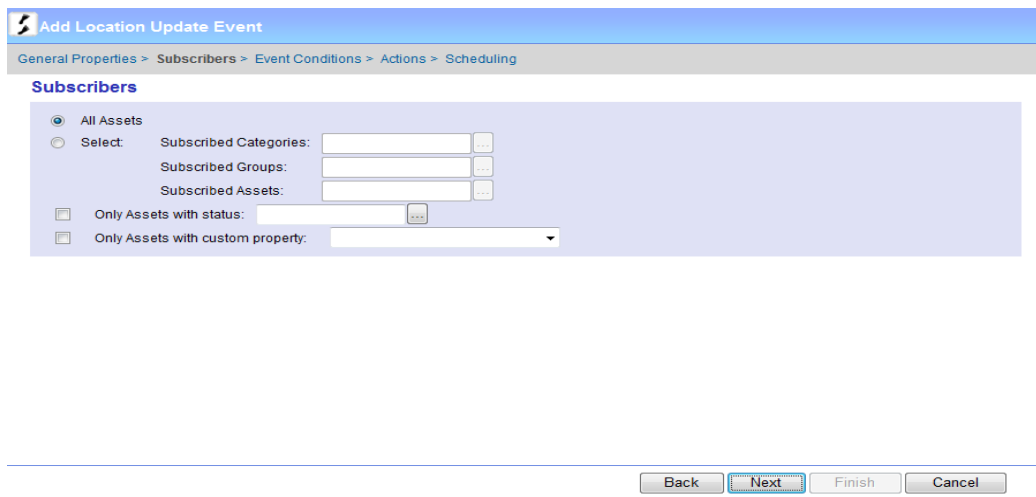 Add Location Update Event
General Properties > Subscribers > Event Conditions > Actions > Scheduling
Subscribers
All Assets
Select: Subscribed Categories: ...
Subscribed Groups: ...
Subscribed Assets: ...
Only Assets with status: ...
Only Assets with custom property:
Back Next Finish Cancel